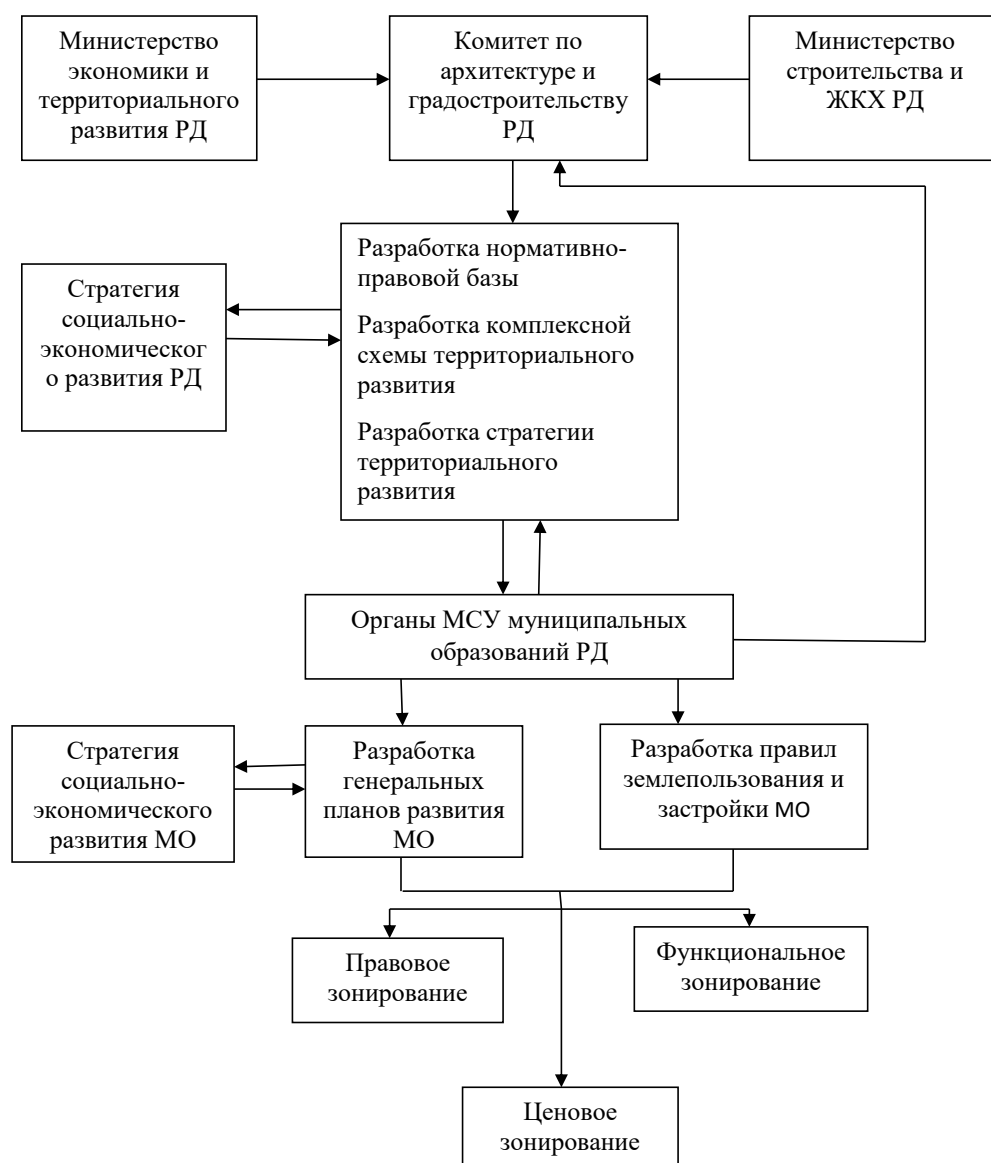 Министерство
экономики и
территориального
развития РД
Комитет по
архитектуре и
градостроительству
РД
Министерство
строительства и
ЖКХ РД
Разработка нормативно-
правовой базы
Разработка комплексной
схемы территориального
развития
Разработка стратегии
территориального
развития
Стратегия
социально-
экономическог
о развития РД
Органы МСУ муниципальных
образований РД
Стратегия
социально-
экономического
развития МО
Разработка
генеральных
планов развития
МО
Разработка правил
землепользования и
застройки МО
Правовое
зонирование
Функциональное
зонирование
Ценовое
зонирование